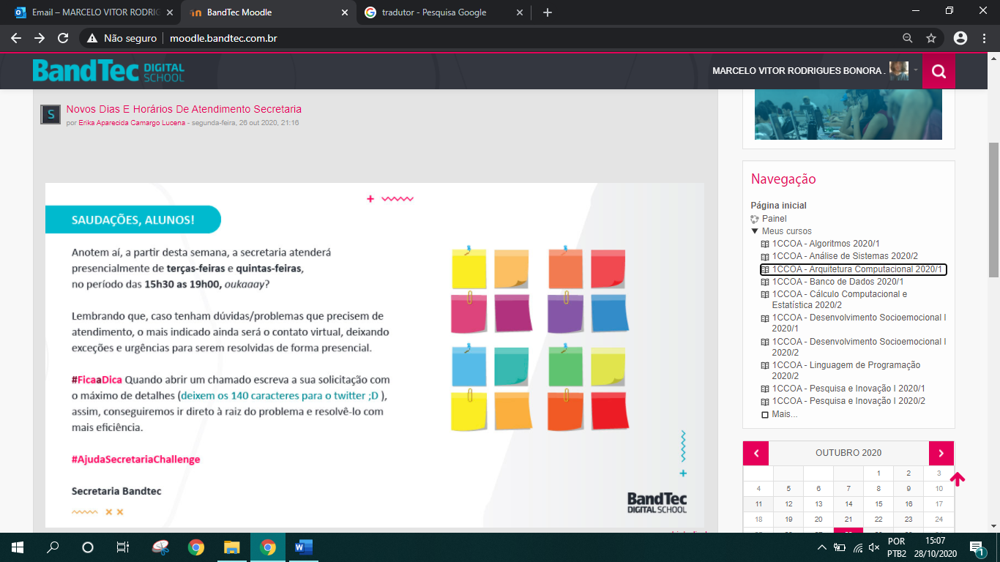 Email – MARCELO VITOR RODRIG
BandTec Moodle
tradutor - Pesquisa Google
Não seguro
moodle.bandtec.com.br
BandTec DIGITAL SCHOOL
MARCELO VITOR RODRIGUES BONORA .
S
Novos Dias E Horários De Atendimento Secretaria
por Erika Aparecida Camargo Lucena - segunda-feira, 26 out 2020, 21:16
SAUDAÇÕES, ALUNOS!
Anotem aí, a partir desta semana, a secretaria atenderá
presencialmente de terças-feiras e quintas-feiras,
no período das 15h30 as 19h00, oukaaay?
Lembrando que, caso tenham dúvidas/problemas que precisem de
atendimento, o mais indicado ainda será o contato virtual, deixando
exceções e urgências para serem resolvidas de forma presencial.
#FicaaDica Quando abrir um chamado escreva a sua solicitação com
o máximo de detalhes (deixem os 140 caracteres para o twitter ;D ),
assim, conseguiremos ir direto à raiz do problema e resolvê-lo com
mais eficiência.
#AjudaSecretariaChallenge
Secretaria Bandtec
BandTec
DIGITAL SCHOOL
Navegação
Página inicial
Painel
Meus cursos
1CCOA - Algoritmos 2020/1
1CCOA - Análise de Sistemas 2020/2
1CCOA - Arquitetura Computacional 2020/1
1CCOA - Banco de Dados 2020/1
1CCOA - Cálculo Computacional e
Estatística 2020/2
1CCOA - Desenvolvimento Socioemocional I
2020/1
1CCOA - Desenvolvimento Socioemocional I
2020/2
1CCOA - Linguagem de Programação
2020/2
1CCOA - Pesquisa e Inovação I 2020/1
1CCOA - Pesquisa e Inovação I 2020/2
Mais...
OUTUBRO 2020
1 2 3
4 5 6 7 8 9 10
11 12 13 14 15 16 17
18 19 20 21 22 23 24
POR
PTB2
15:07
28/10/2020
1